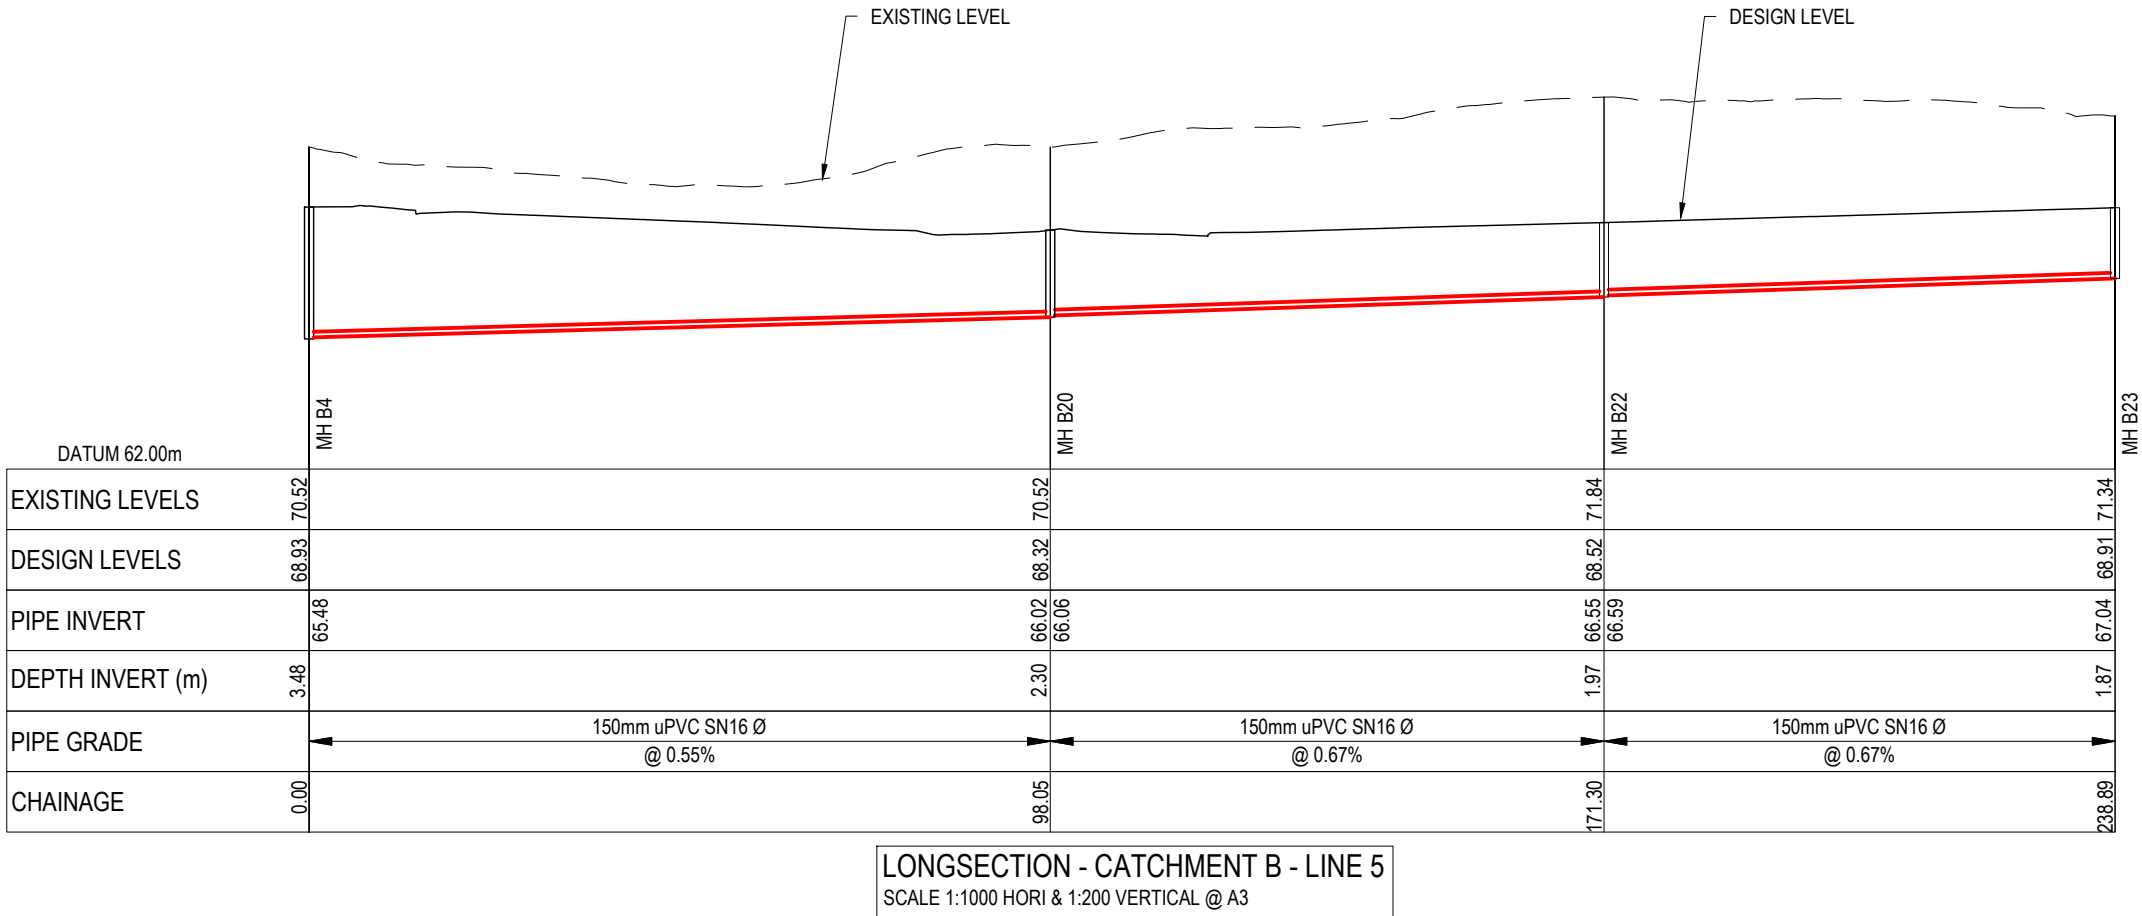 EXISTING LEVEL
DESIGN LEVEL
MH B4
MH B20
MH B22
MH B23
DATUM 62.00m
EXISTING LEVELS 70.52 70.52 71.84 71.34
DESIGN LEVELS 68.93 68.32 68.52 68.91
PIPE INVERT 65.48 66.02 66.06 66.55 66.59 67.04
DEPTH INVERT (m) 3.48 2.30 1.97 1.87
PIPE GRADE
150mm uPVC SN16 Ø
@ 0.55%
150mm uPVC SN16 Ø
@ 0.67%
150mm uPVC SN16 Ø
@ 0.67%
CHAINAGE 0.00 98.05 171.30 238.89
LONGSECTION - CATCHMENT B - LINE 5
SCALE 1:1000 HORI & 1:200 VERTICAL @ A3